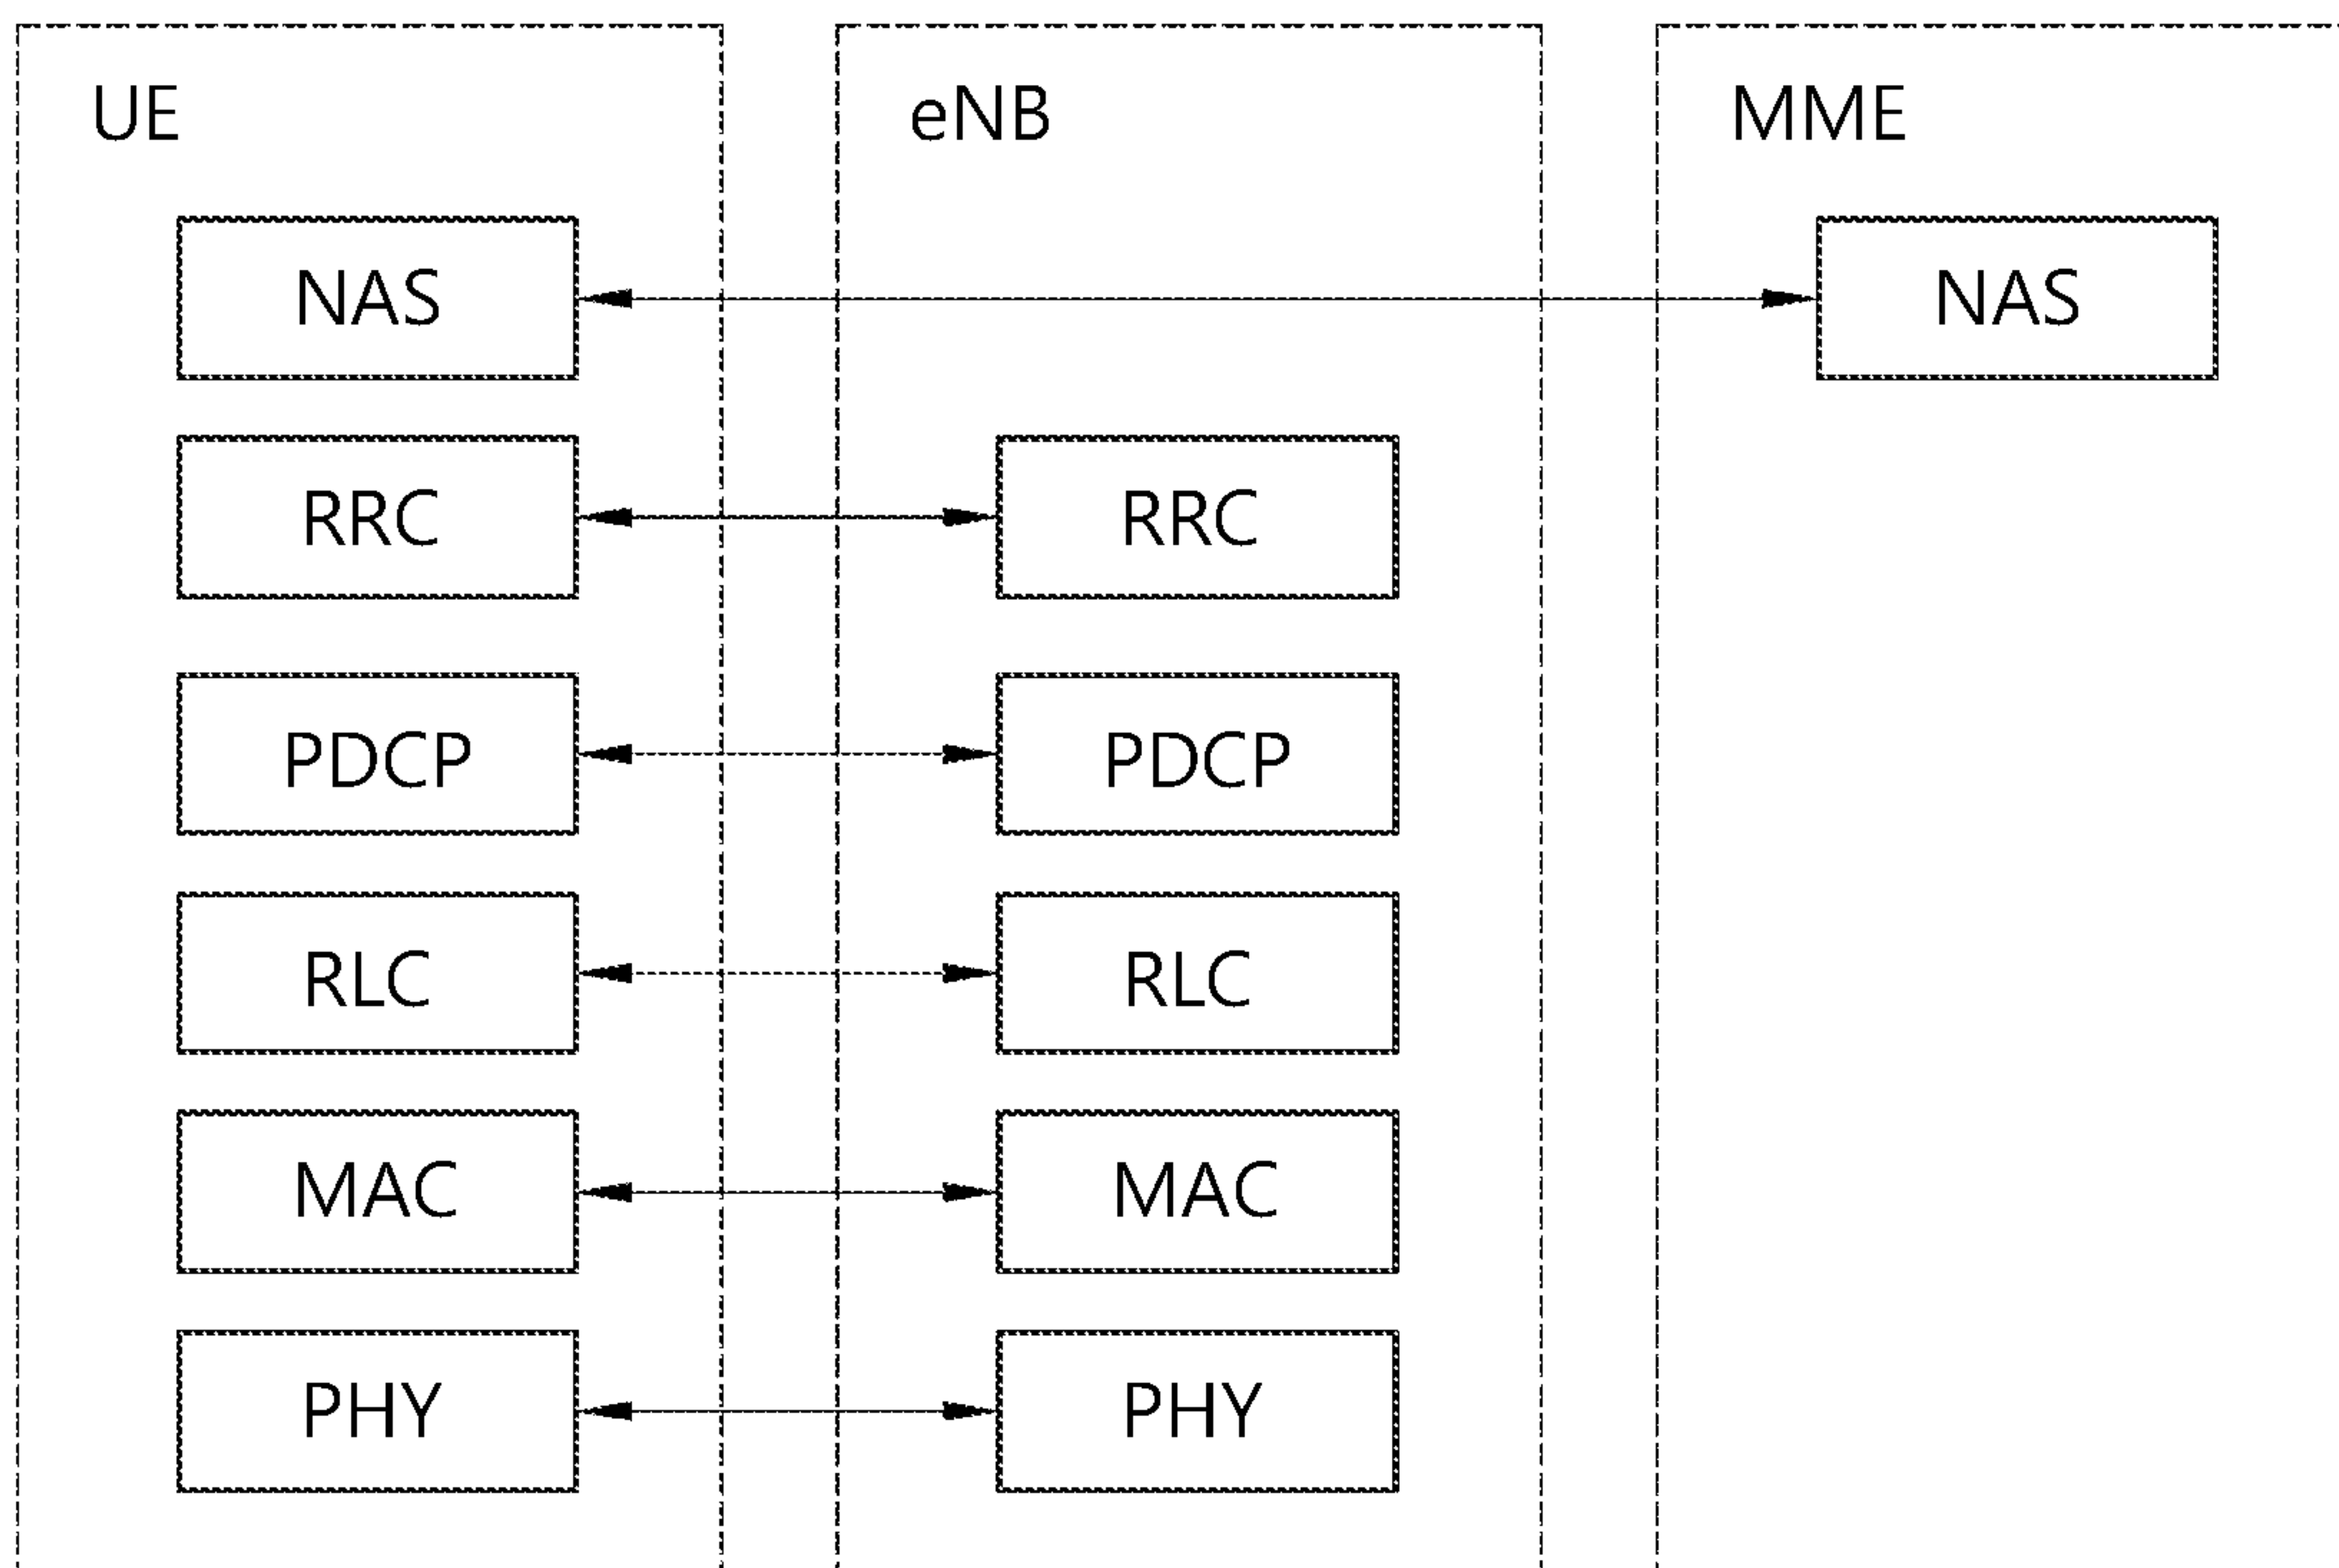 UE eNB MME
NAS NAS
RRC RRC
PDCP PDCP
RLC RLC
MAC MAC
PHY PHY